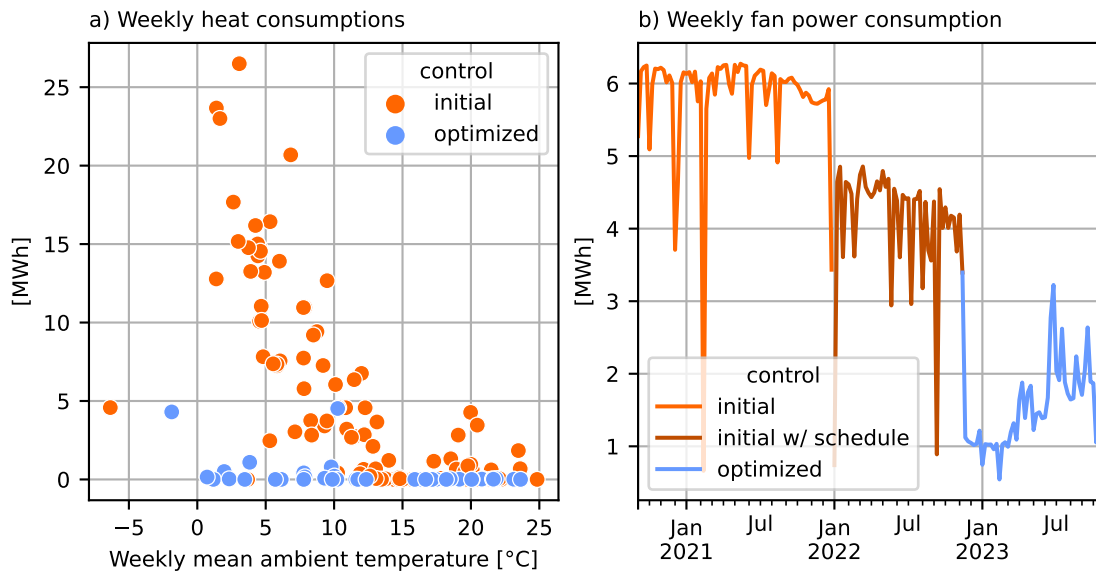 a) Weekly heat consumptions
control
initial
optimized
25
20
15
10
5
0
[MWh]
−5
0
5
10
15
20
25
Weekly mean ambient temperature [°C]
b) Weekly fan power consumption
6
5
4
3
2
1
[MWh]
control
initial
initial w/ schedule
optimized
Jan
2021
Jul
Jan
2022
Jul
Jan
2023
Jul